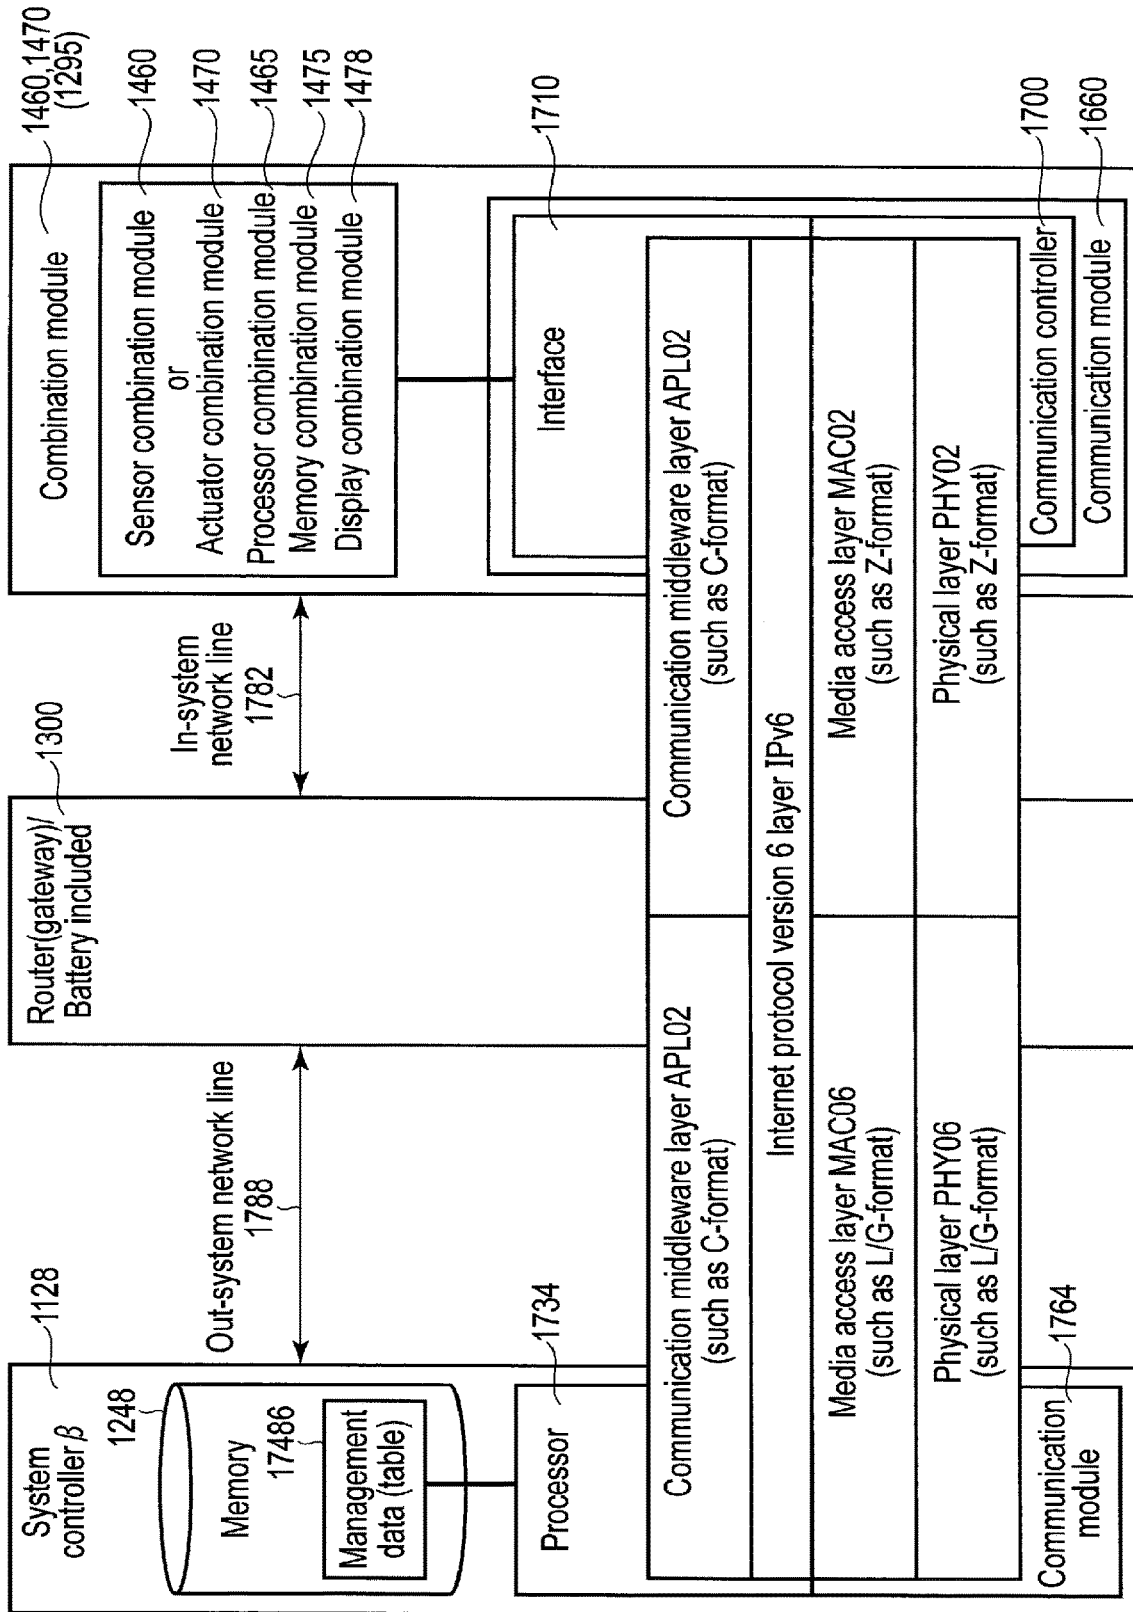 System
controller β
1128
1248
Memory
17486
Management
data (table)
Processor
1734
Communication
module
1764
Out-system network line
1788
Router(gateway)/
Battery included
1300
In-system
network line
1782
Combination module
1460,1470
(1295)
Sensor combination module
1460
or
Actuator combination module
1470
Processor combination module
1465
Memory combination module
1475
Display combination module
1478
Interface
1710
Communication middleware layer APL02
(such as C-format)
Communication middleware layer APL02
(such as C-format)
Internet protocol version 6 layer IPv6
Media access layer MAC06
(such as L/G-format)
Media access layer MAC02
(such as Z-format)
Physical layer PHY06
(such as L/G-format)
Physical layer PHY02
(such as Z-format)
Communication controller
1700
Communication module
1660